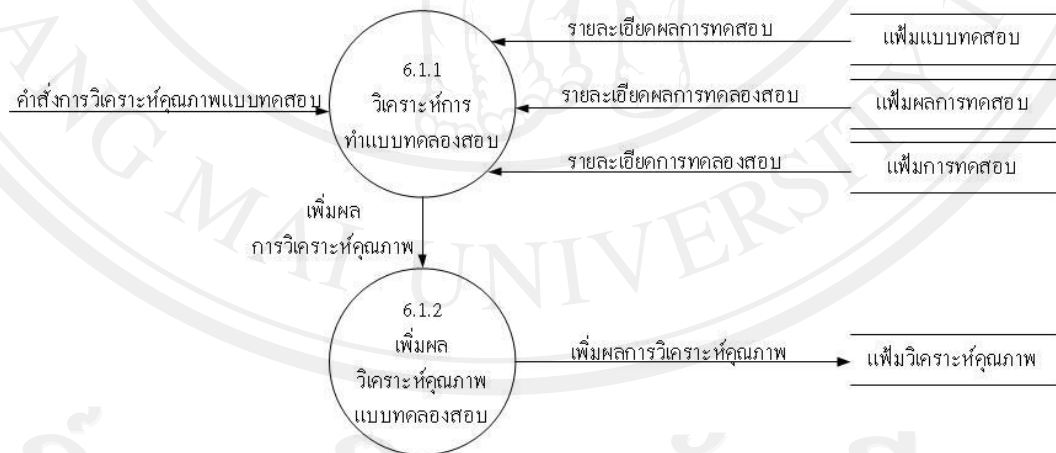 รายละเอียดผลการทดสอบ
แฟ้มแบบทดสอบ
6.1.1
วิเคราะห์การ
ทำแบบทดลองสอบ
คำสั่งการวิเคราะห์คุณภาพแบบทดสอบ
รายละเอียดผลการทดลองสอบ
แฟ้มผลการทดสอบ
รายละเอียดการทดลองสอบ
แฟ้มการทดสอบ
เพิ่มผล
การวิเคราะห์คุณภาพ
6.1.2
เพิ่มผล
วิเคราะห์คุณภาพ
แบบทดลองสอบ
เพิ่มผลการวิเคราะห์คุณภาพ
แฟ้มวิเคราะห์คุณภาพ
ANG MAI UNIVERSITY